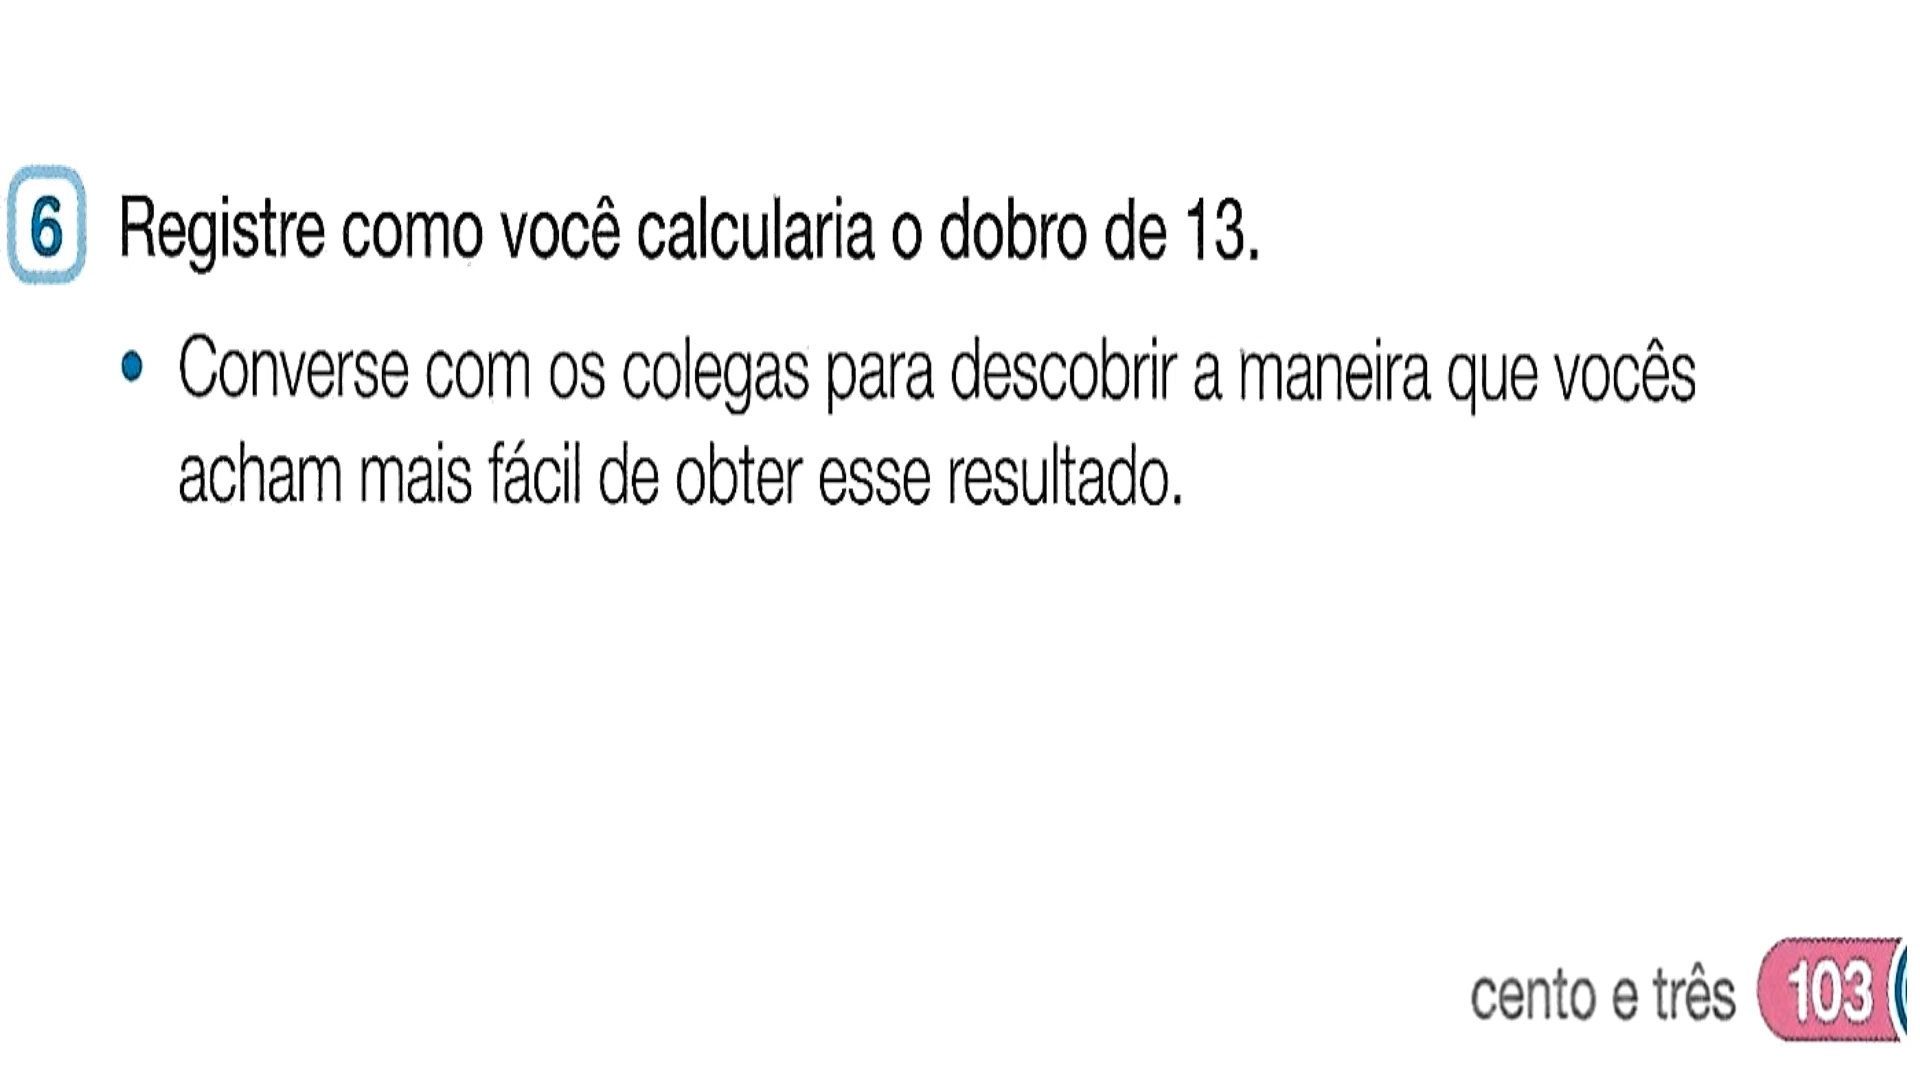 6 Registre como você calcularia o dobro de 13.
• Converse com os colegas para descobrir a maneira que vocês
acham mais fácil de obter esse resultado.
cento e três 103